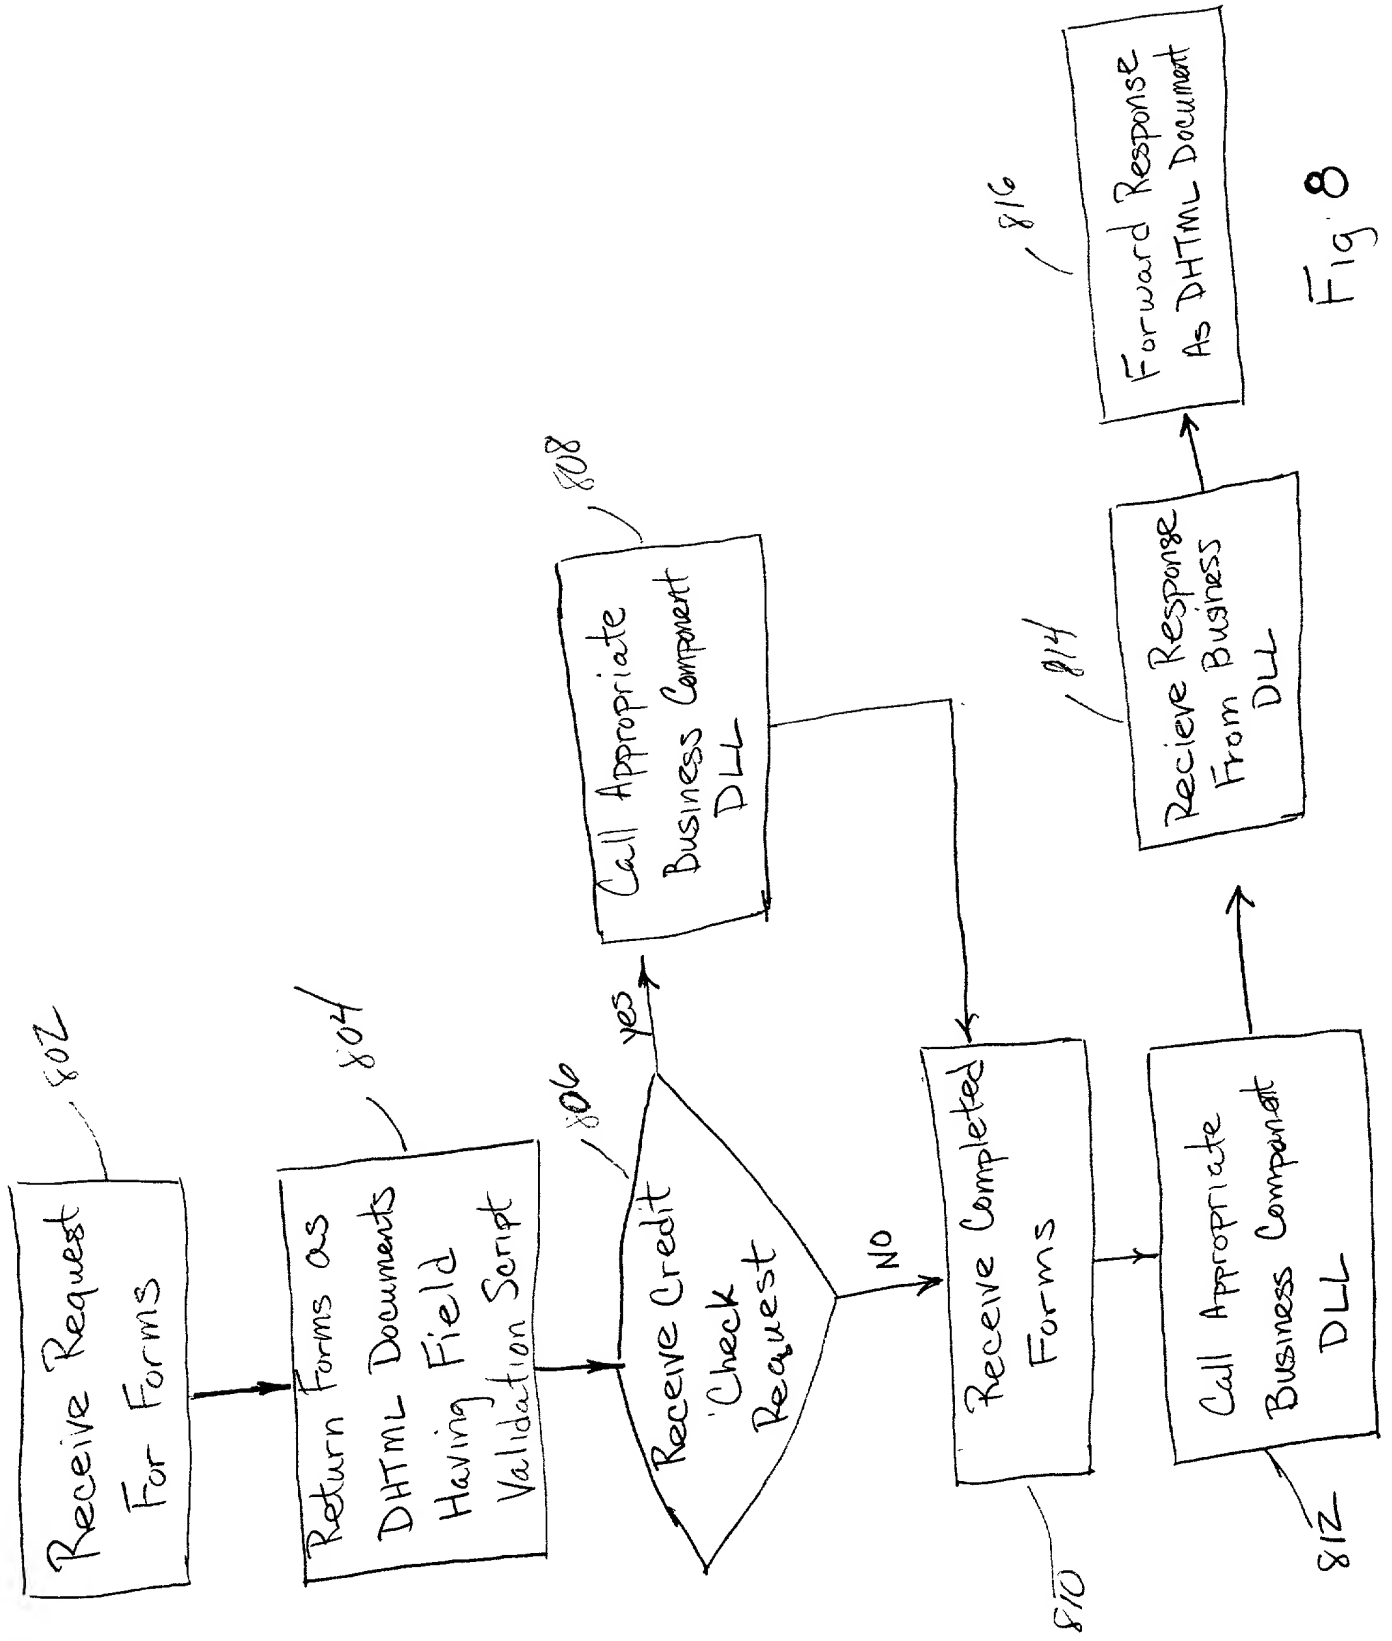 802
Receive Request
For Forms
804
Return Forms as
DHTML Documents
Having Field
Validation Script
806
Receive Credit
Check
Request
yes
808
Call Appropriate
Business Component
DLL
NO
Receive Completed
Forms
810
Call Appropriate
Business Component
DLL
812
814
Recieve Response
From Business
DLL
816
Forward Response
As DHTML Document
Fig. 8